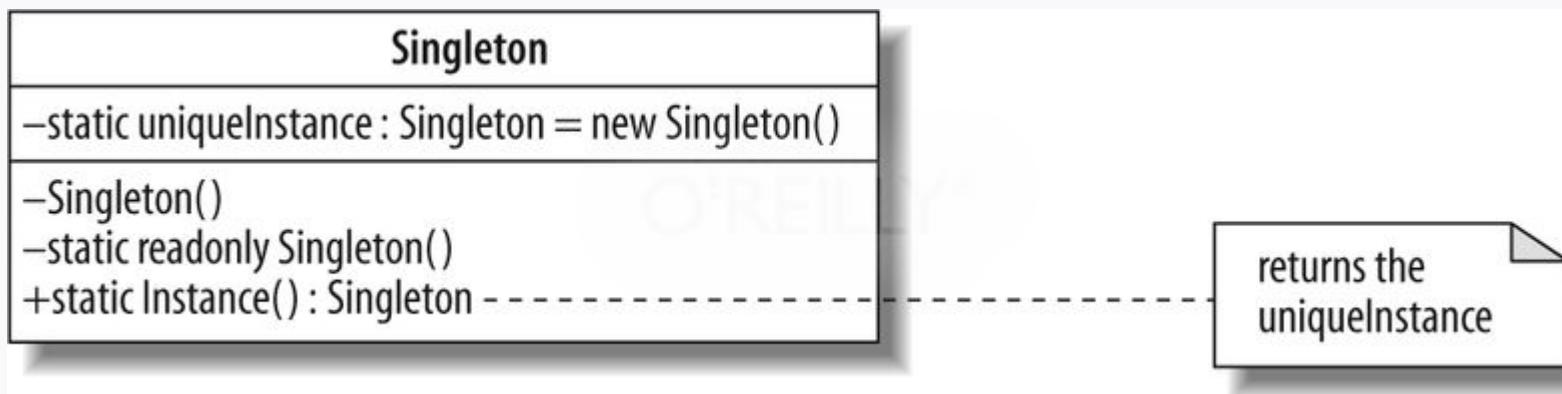 Singleton
–static uniqueInstance : Singleton = new Singleton()
–Singleton()
–static readonly Singleton()
+static Instance() : Singleton
returns the
uniqueInstance
O'REILLY